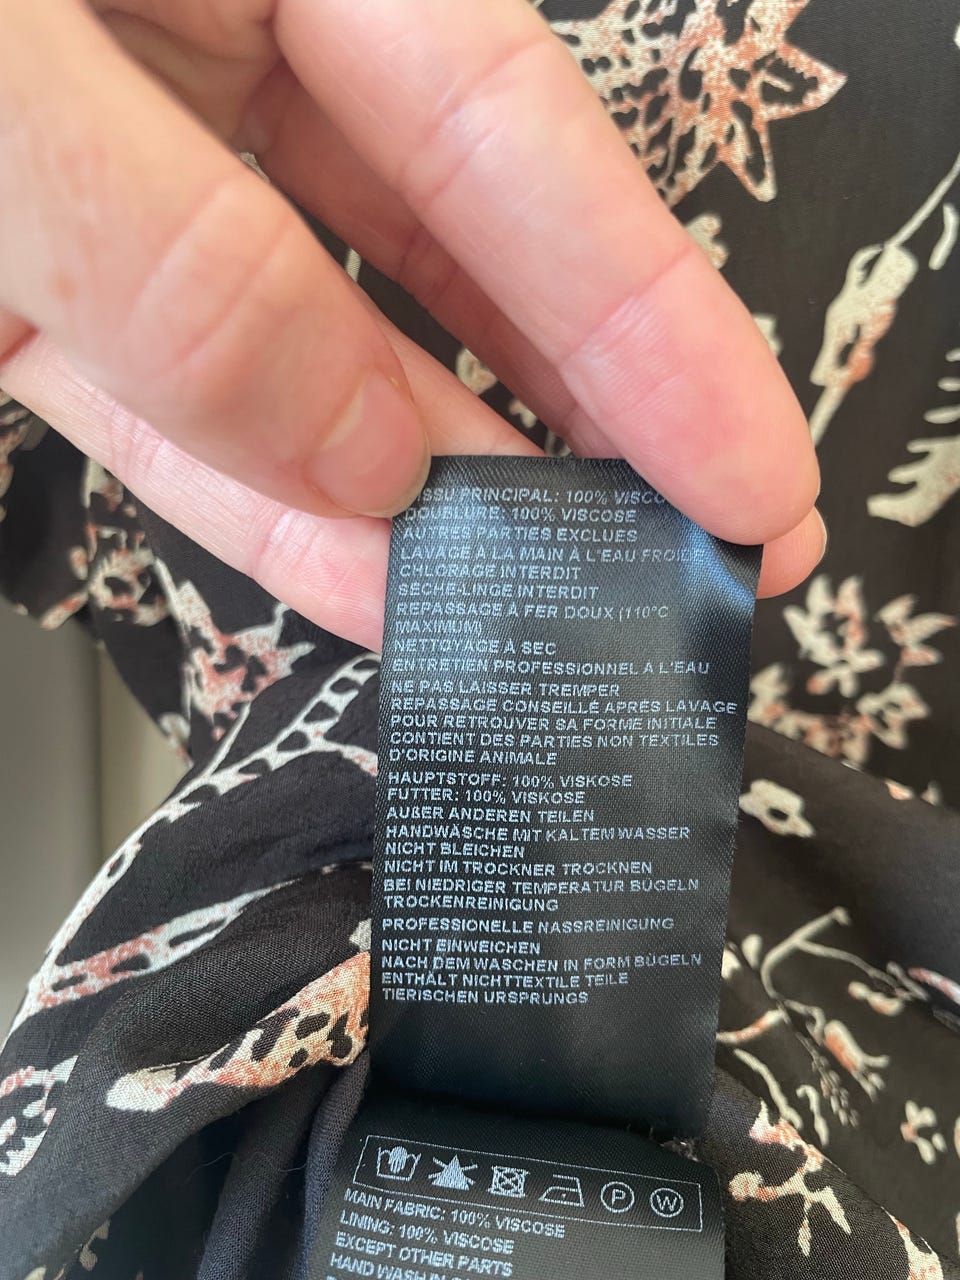 PRINCIPAL: 100%
DOUBLURE: 100% VISCOSE
AUTRES PARTIES EXCLUES
LAVAGE À LA MAIN À L'EAU FROIDE
CHLORAGE INTERDIT
SÈCHE-LINGE INTERDIT
REPASSAGE À FER DOUX (110°C
MAXIMUM)
NETTOYAGE À SEC
ENTRETIEN PROFESSIONNEL À L'EAU
NE PAS LAISSER TREMPER
REPASSAGE CONSEILLÉ APRÈS LAVAGE
POUR RETROUVER SA FORME INITIALE
CONTIENT DES PARTIES NON TEXTILES
D'ORIGINE ANIMALE
HAUPTSTOFF: 100% VISKOSE
FUTTER: 100% VISKOSE
AUßER ANDEREN TEILEN
HANDWÄSCHE MIT KALTEM WASSER
NICHT BLEICHEN
NICHT IM TROCKNER TROCKNEN
BEI NIEDRIGER TEMPERATUR BÜGELN
TROCKENREINIGUNG
PROFESSIONELLE NASSREINIGUNG
NICHT EINWEICHEN
NACH DEM WASCHEN IN FORM BÜGELN
ENTHÄLT NICHTTEXTILE TEILE
TIERISCHEN URSPRUNGS
P W
MAIN FABRIC: 100% VISCOSE
LINING: 100% VISCOSE
EXCEPT OTHER PARTS
HAND WASH IN